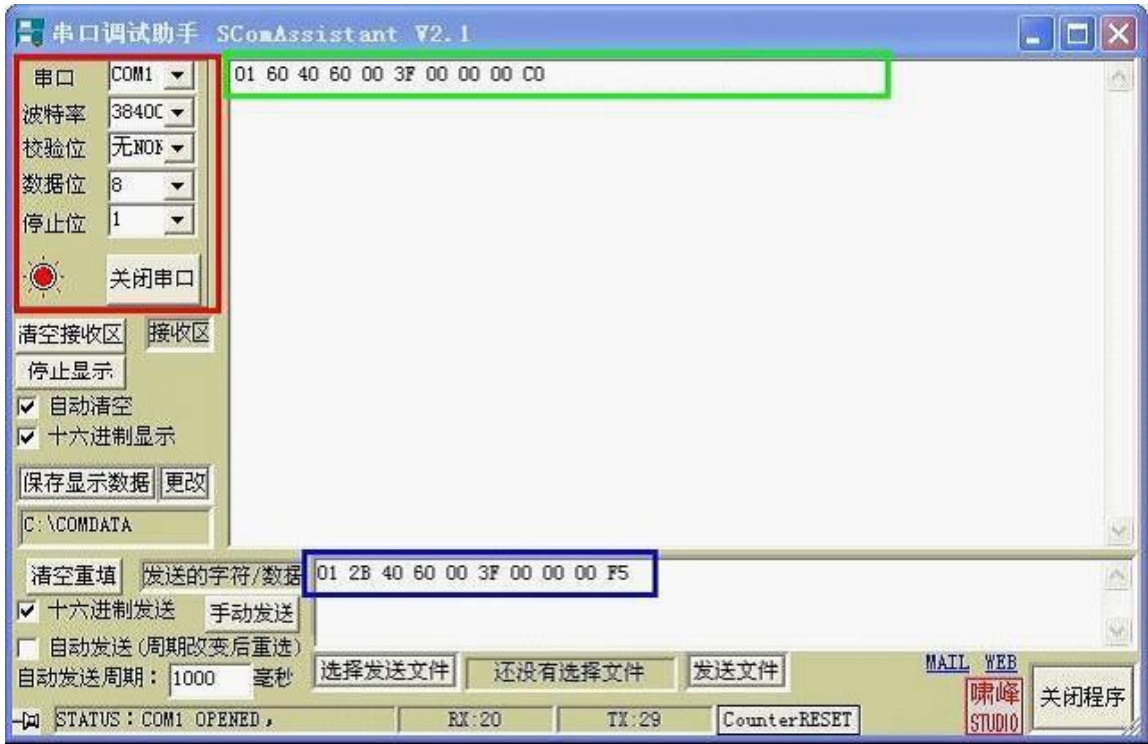 串口调试助手 SComAssistant V2.1
串口 COM1
波特率 3840
校验位 无NON
数据位 8
停止位 1
关闭串口
01 60 40 60 00 3F 00 00 00 C0
清空接收区 接收区
停止显示
自动清空
十六进制显示
保存显示数据 更改
C:\COMDATA
清空重填 发送的字符/数据 01 2B 40 60 00 3F 00 00 00 F5
十六进制发送 手动发送
自动发送(周期改变后重选)
自动发送周期: 1000 毫秒 选择发送文件 还没有选择文件 发送文件 MAIL WEB
啸峰
STUDIO
关闭程序
STATUS:COM1 OPENED, RX:20 TX:29 CounterRESET